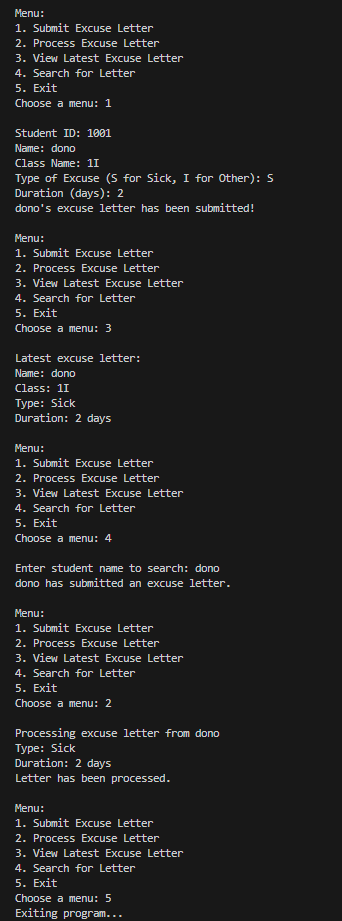 Menu:
1. Submit Excuse Letter
2. Process Excuse Letter
3. View Latest Excuse Letter
4. Search for Letter
5. Exit
Choose a menu: 1
Student ID: 1001
Name: dono
Class Name: 1I
Type of Excuse (S for Sick, I for Other): S
Duration (days): 2
dono's excuse letter has been submitted!
Menu:
1. Submit Excuse Letter
2. Process Excuse Letter
3. View Latest Excuse Letter
4. Search for Letter
5. Exit
Choose a menu: 3
Latest excuse letter:
Name: dono
Class: 1I
Type: Sick
Duration: 2 days
Menu:
1. Submit Excuse Letter
2. Process Excuse Letter
3. View Latest Excuse Letter
4. Search for Letter
5. Exit
Choose a menu: 4
Enter student name to search: dono
dono has submitted an excuse letter.
Menu:
1. Submit Excuse Letter
2. Process Excuse Letter
3. View Latest Excuse Letter
4. Search for Letter
5. Exit
Choose a menu: 2
Processing excuse letter from dono
Type: Sick
Duration: 2 days
Letter has been processed.
Menu:
1. Submit Excuse Letter
2. Process Excuse Letter
3. View Latest Excuse Letter
4. Search for Letter
5. Exit
Choose a menu: 5
Exiting program...